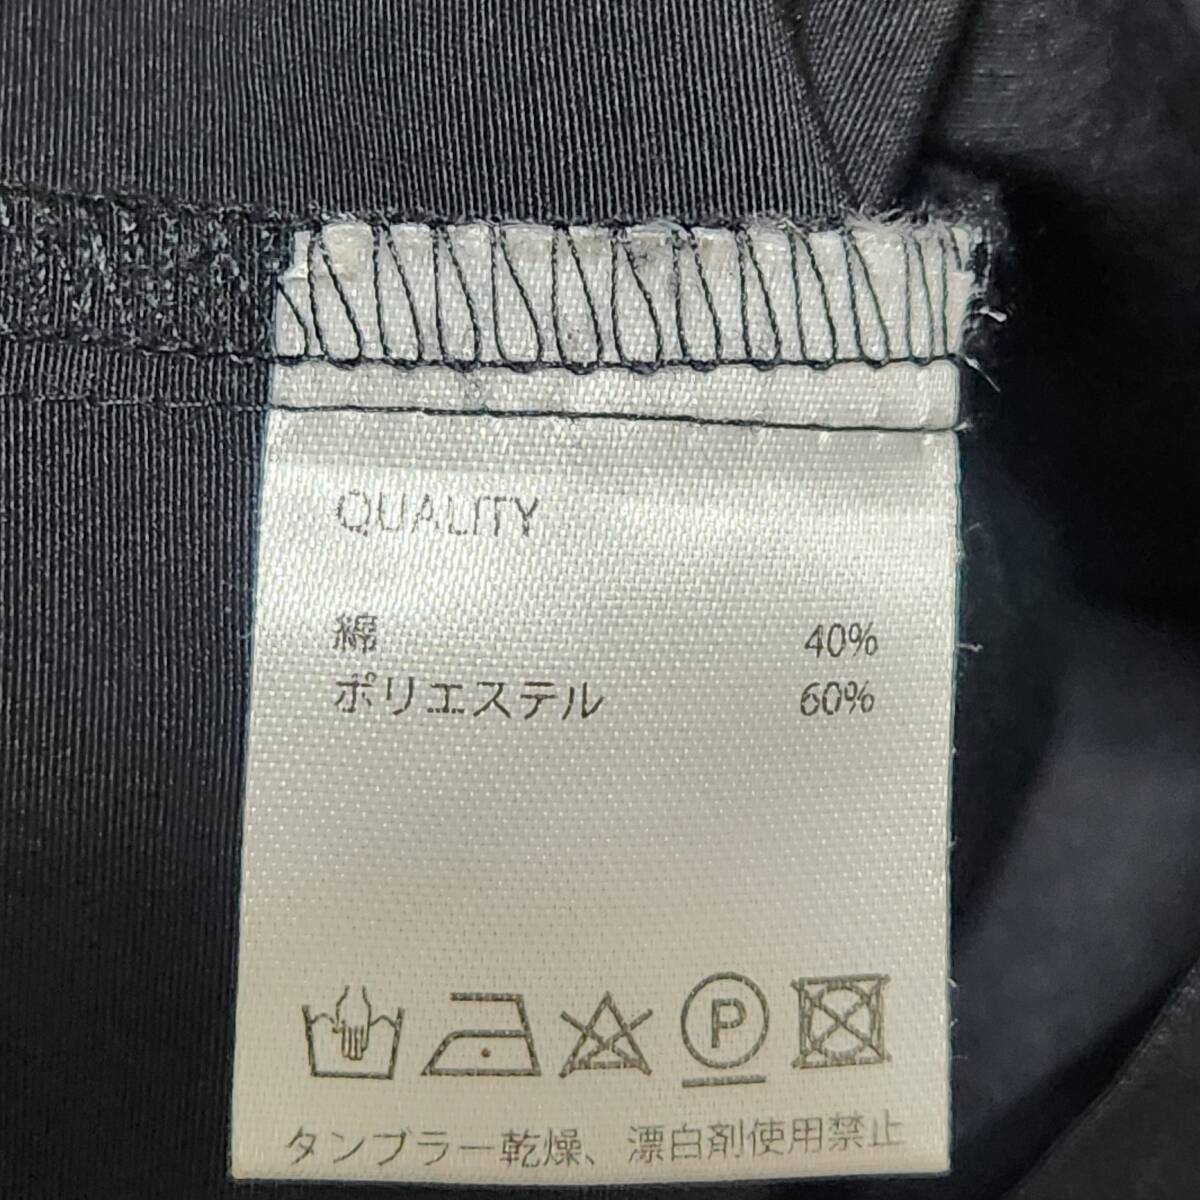 QUALITY
綿 40%
ポリエステル 60%
P
タンブラー乾燥、漂白剤使用禁止